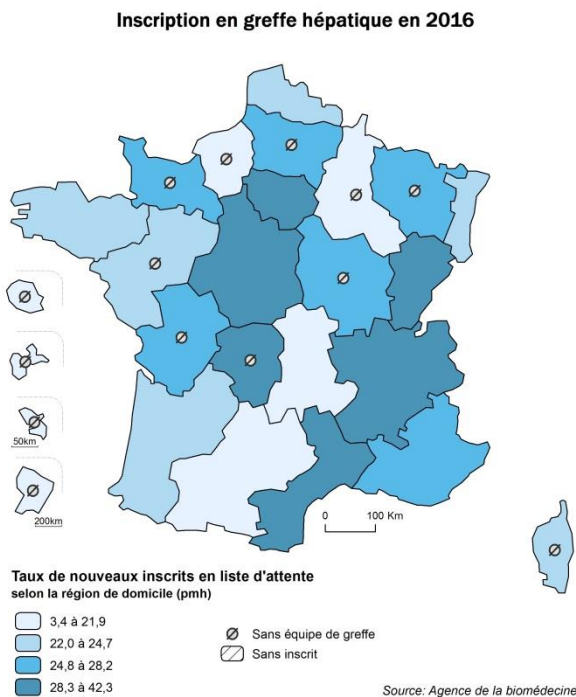 Inscription en greffe hépatique en 2016
50km
200km
0 100 Km
Taux de nouveaux inscrits en liste d'attente
selon la région de domicile (pmh)
3,4 à 21,9
22,0 à 24,7
24,8 à 28,2
28,3 à 42,3
Sans équipe de greffe
Sans inscrit
Source: Agence de la biomédecine